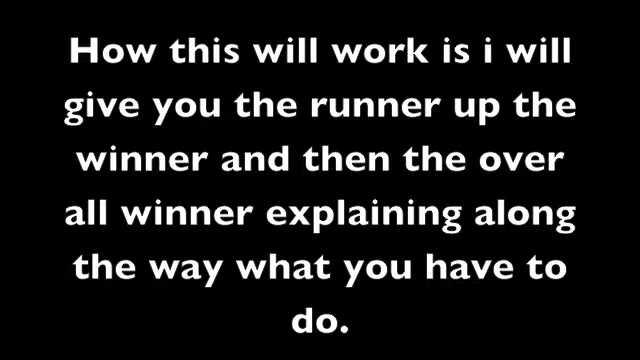 How this will work is i will
give you the runner up the
winner and then the over
all winner explaining along
the way what you have to
do.